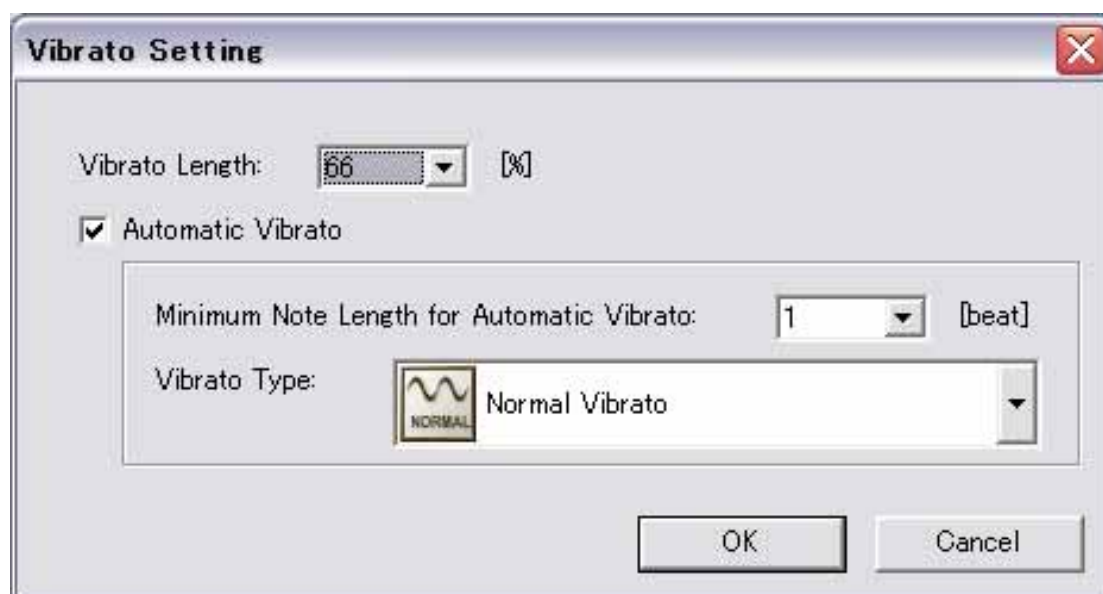 Vibrato Setting
Vibrato Length: 66 [%]
Automatic Vibrato
Minimum Note Length for Automatic Vibrato: 1 [beat]
Vibrato Type: NORMAL Normal Vibrato
OK Cancel